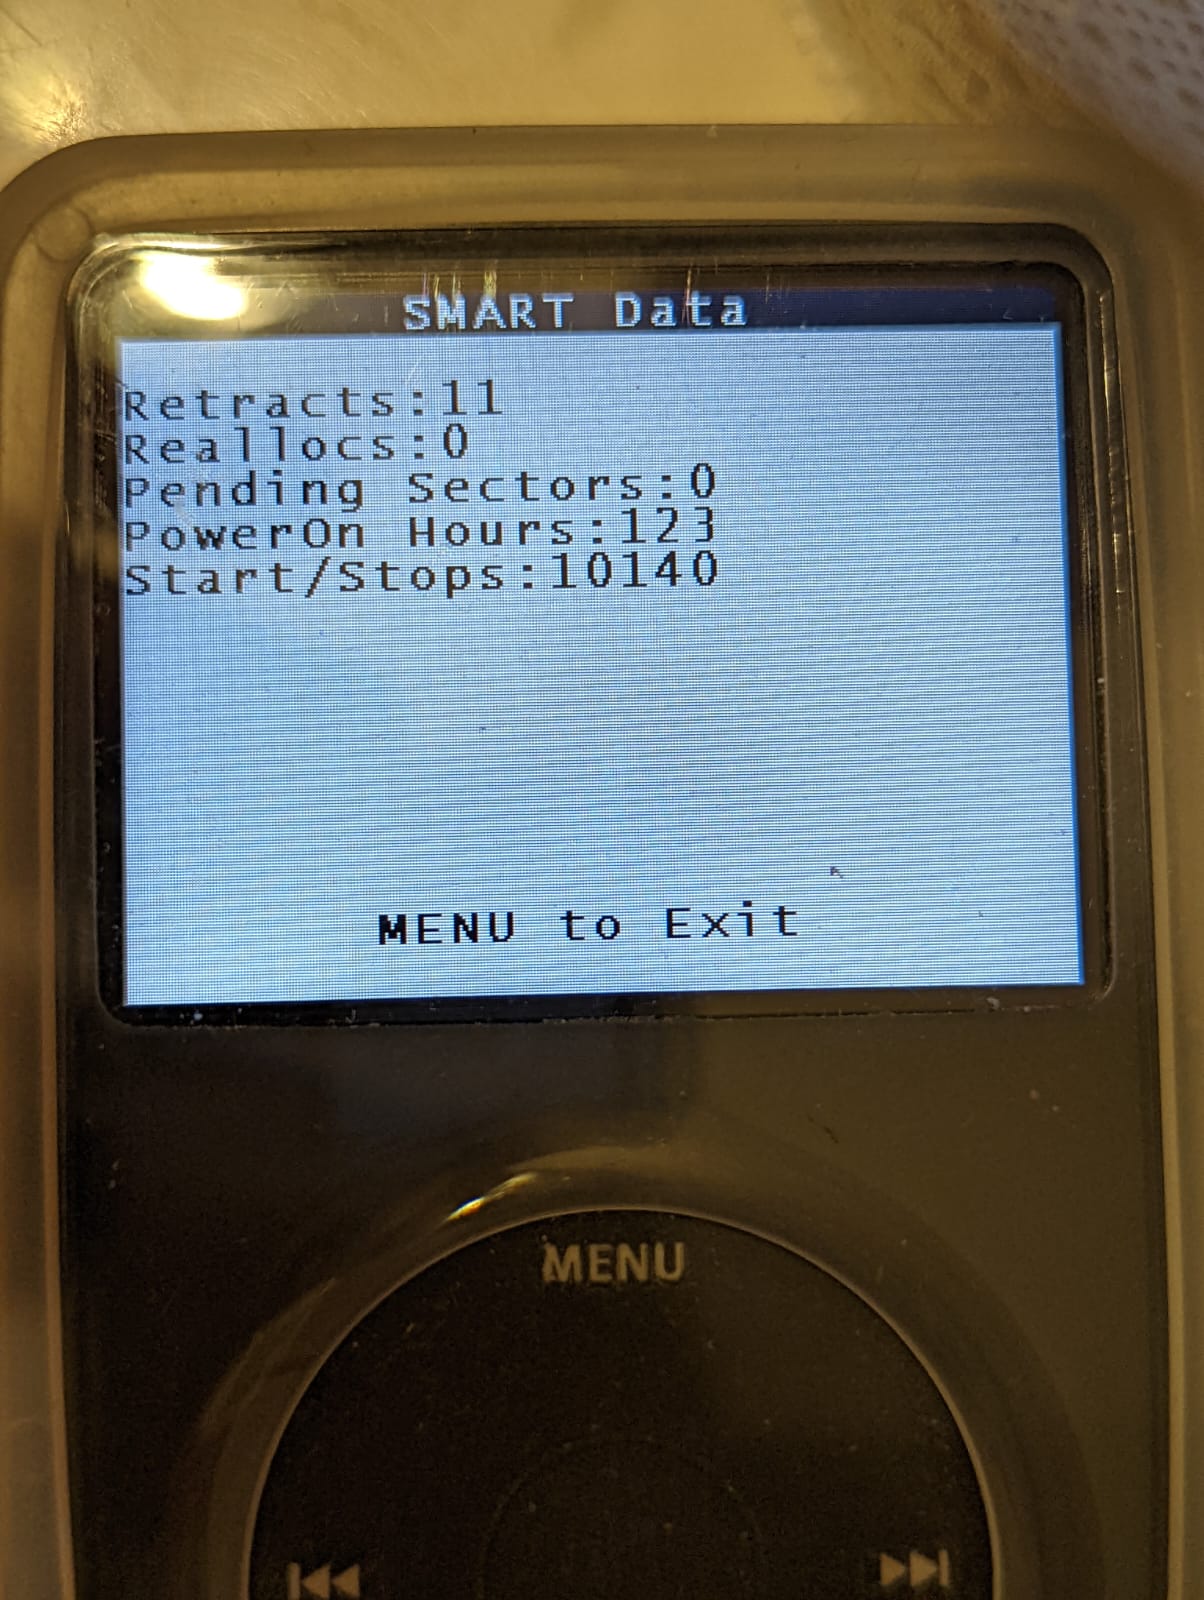 SMART Data
Retracts:11
Reallocs:0
Pending Sectors:0
PowerOn Hours:123
Start/Stops:10140
MENU to Exit
MENU